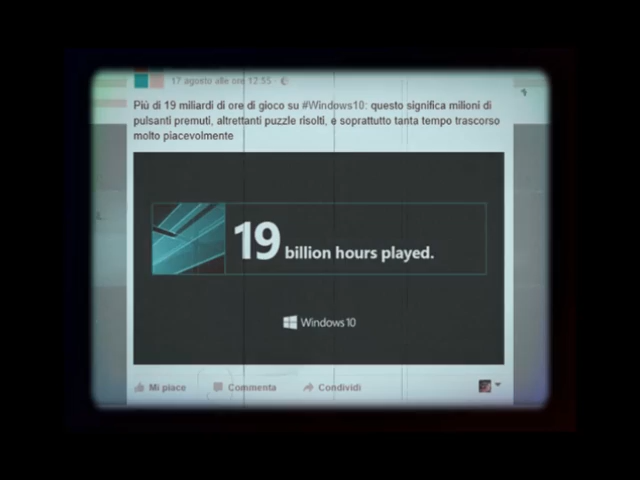 17 agosto alle ore 12:55 ·
Più di 19 miliardi di ore di gioco su #Windows10: questo significa milioni di
pulsanti premuti, altrettanti puzzle risolti, e soprattutto tanta tempo trascorso
molto piacevolmente
19 billion hours played.
Windows 10
Mi piace Commenta Condividi